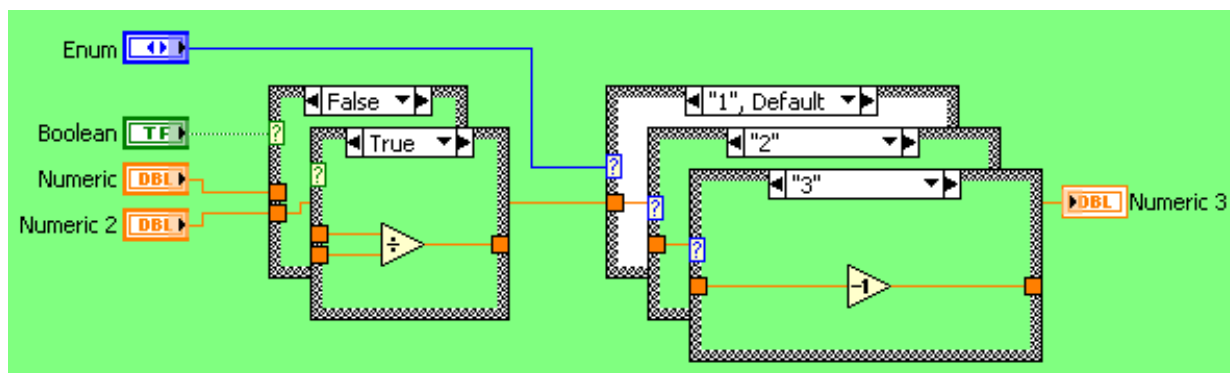 Enum
False
"1", Default
Boolean
TF
?
True
"2"
?
?
Numeric
DBL
?
"3"
?
DBL
Numeric 3
Numeric 2
DBL
÷
?
-1